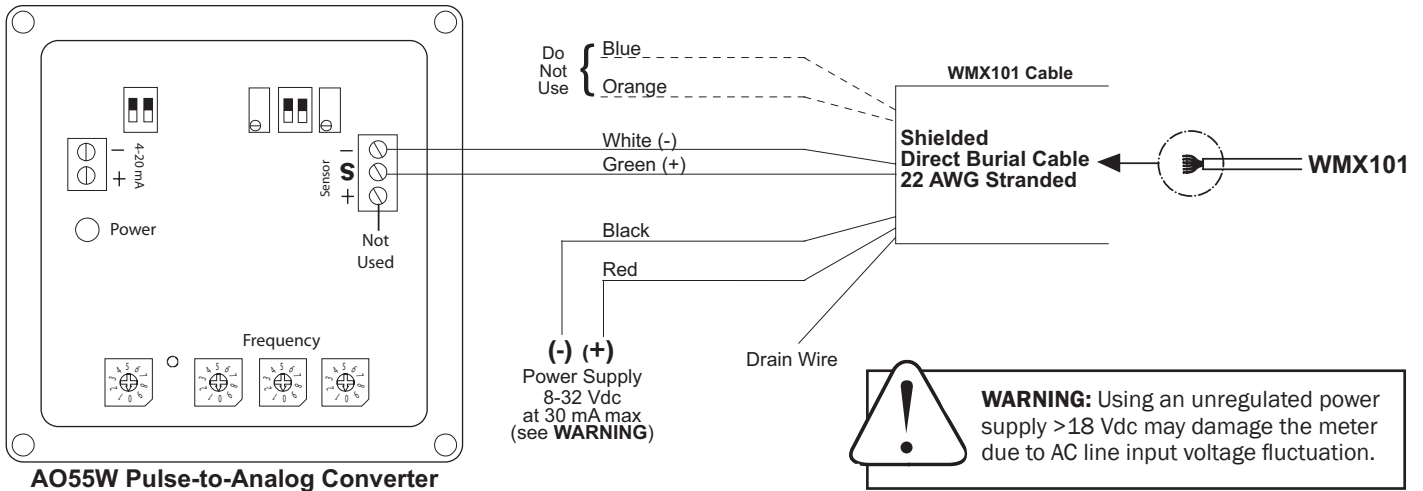 Do
Not
Use
Blue
Orange
WMX101 Cable
White (-)
Green (+)
Shielded
Direct Burial Cable
22 AWG Stranded
WMX101
−
+
4-20 mA
Power
Sensor
−
S
+
Not
Used
Black
Red
Frequency
(-) (+)
Power Supply
8-32 Vdc
at 30 mA max
(see WARNING)
Drain Wire
WARNING: Using an unregulated power
supply >18 Vdc may damage the meter
due to AC line input voltage fluctuation.
!
AO55W Pulse-to-Analog Converter